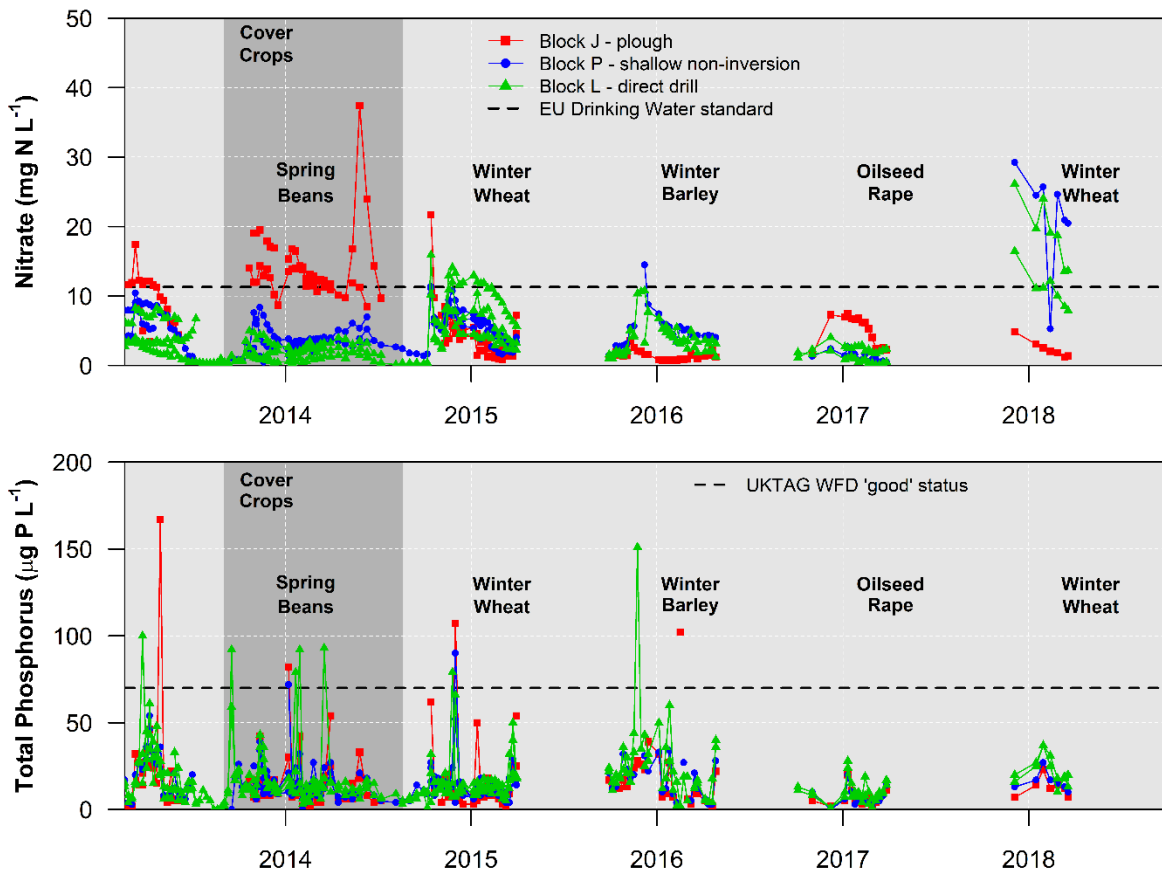 Nitrate (mg N L-1)
50
40
30
20
10
0
Cover
Crops
Block J - plough
Block P - shallow non-inversion
Block L - direct drill
EU Drinking Water standard
Spring
Beans
Winter
Wheat
Winter
Barley
Oilseed
Rape
Winter
Wheat
2014
2015
2016
2017
2018
Total Phosphorus (µg P L-1)
200
150
100
50
0
Cover
Crops
UKTAG WFD 'good' status
Spring
Beans
Winter
Wheat
Winter
Barley
Oilseed
Rape
Winter
Wheat
2014
2015
2016
2017
2018